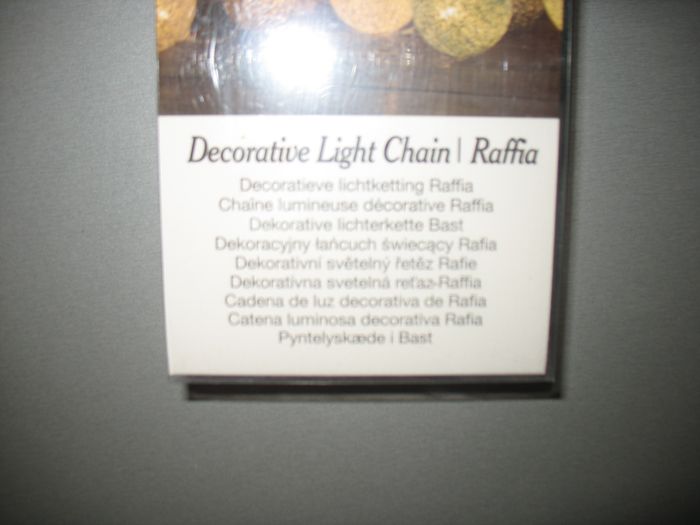 Decorative Light Chain | Raffia
Decoratieve lichtketting Raffia
Chaîne lumineuse décorative Raffia
Dekorative lichterkette Bast
Dekoracyjny łańcuch świecący Rafia
Dekorativní světelný řetěz Rafie
Dekoratívna svetelná reťaz-Raffia
Cadena de luz decorativa de Rafia
Catena luminosa decorativa Rafia
Pyntelyskæde i Bast